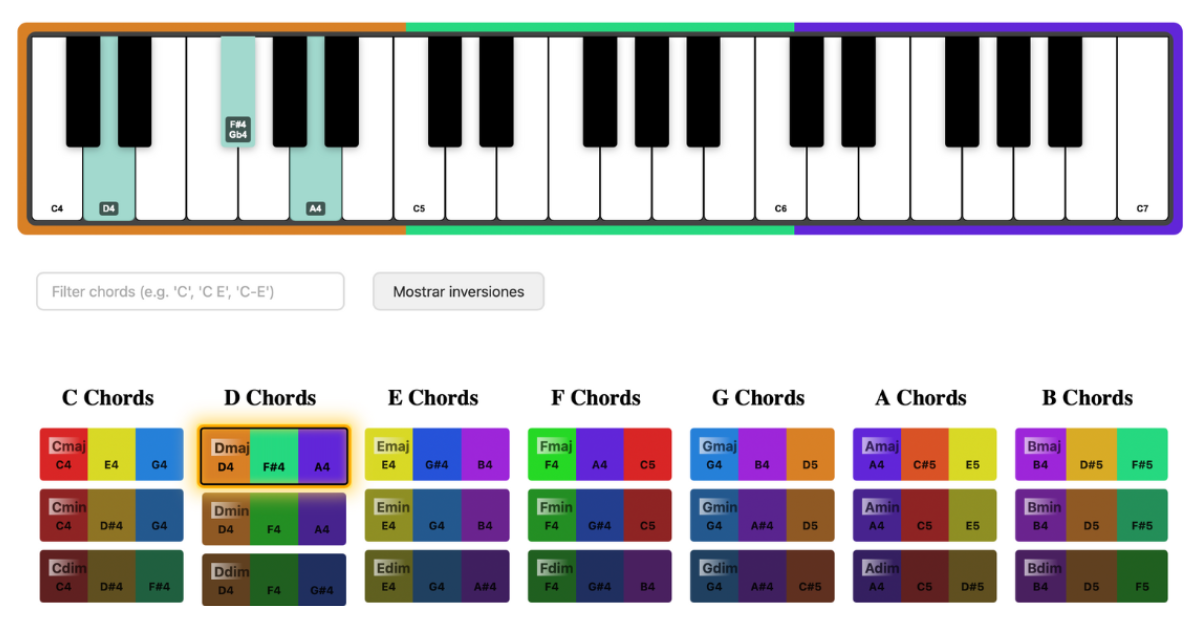 F#4
Gb4
C4 D4 A4 C5 C6 C7
Filter chords (e.g. 'C', 'C E', 'C-E') Mostrar inversiones
C Chords D Chords E Chords F Chords G Chords A Chords B Chords
Cmaj Dmaj Emaj Fmaj Gmaj Amaj Bmaj
C4 E4 G4 D4 F#4 A4 E4 G#4 B4 F4 A4 C5 G4 B4 D5 A4 C#5 E5 B4 D#5 F#5
Cmin Dmin Emin Fmin Gmin Amin Bmin
C4 D#4 G4 D4 F4 A4 E4 G4 B4 F4 G#4 C5 G4 A#4 D5 A4 C5 E5 B4 D5 F#5
Cdim Ddim Edim Fdim Gdim Adim Bdim
C4 D#4 F#4 D4 F4 G#4 E4 G4 A#4 F4 G#4 B4 G4 A#4 C#5 A4 C5 D#5 B4 D5 F5